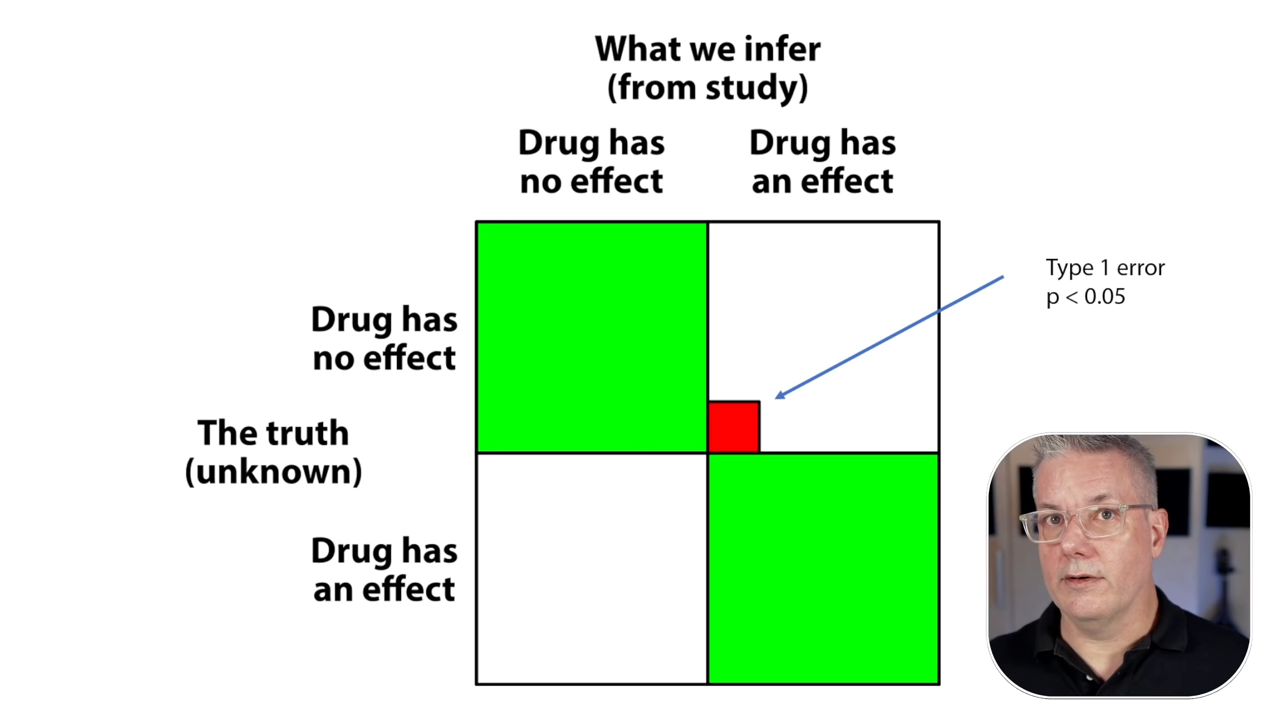 What we infer
(from study)
Drug has
no effect
Drug has
an effect
Drug has
no effect
Type 1 error
p < 0.05
The truth
(unknown)
Drug has
an effect